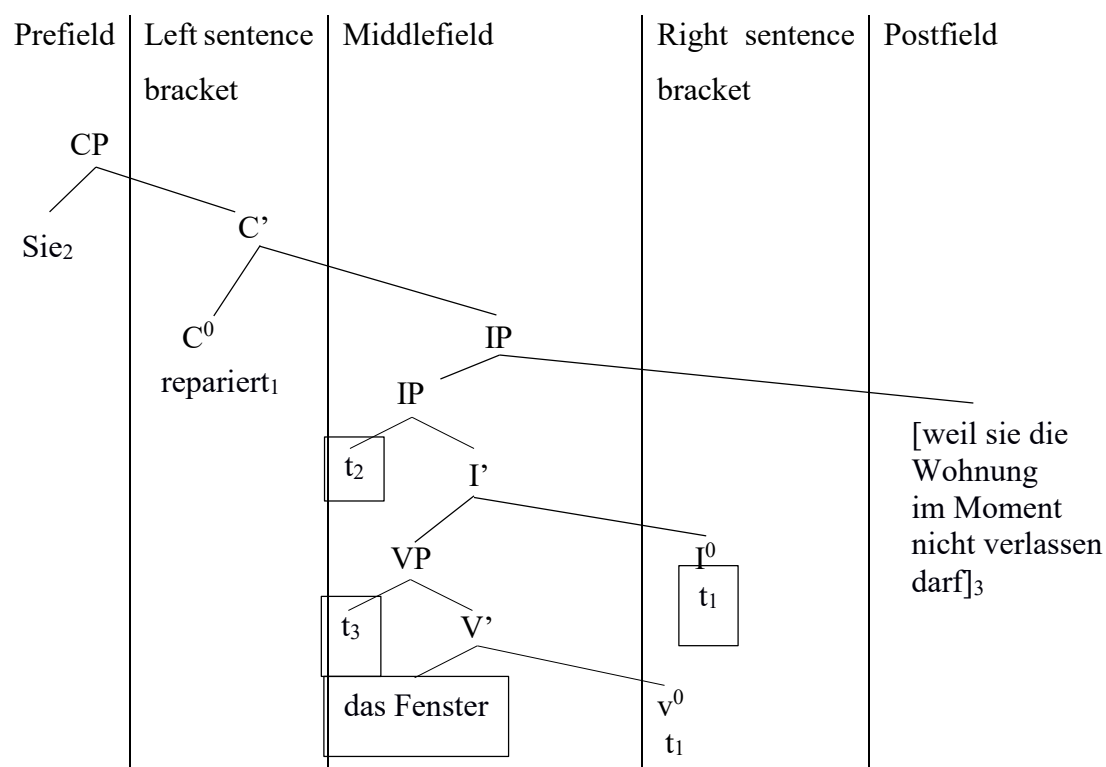 Prefield
Left sentence
bracket
Middlefield
Right sentence
bracket
Postfield
CP
Sie₂
C’
C⁰
repariert₁
IP
IP
t₂
I’
VP
I⁰
t₁
t₃
V’
das Fenster
v⁰
t₁
[weil sie die
Wohnung
im Moment
nicht verlassen
darf]₃